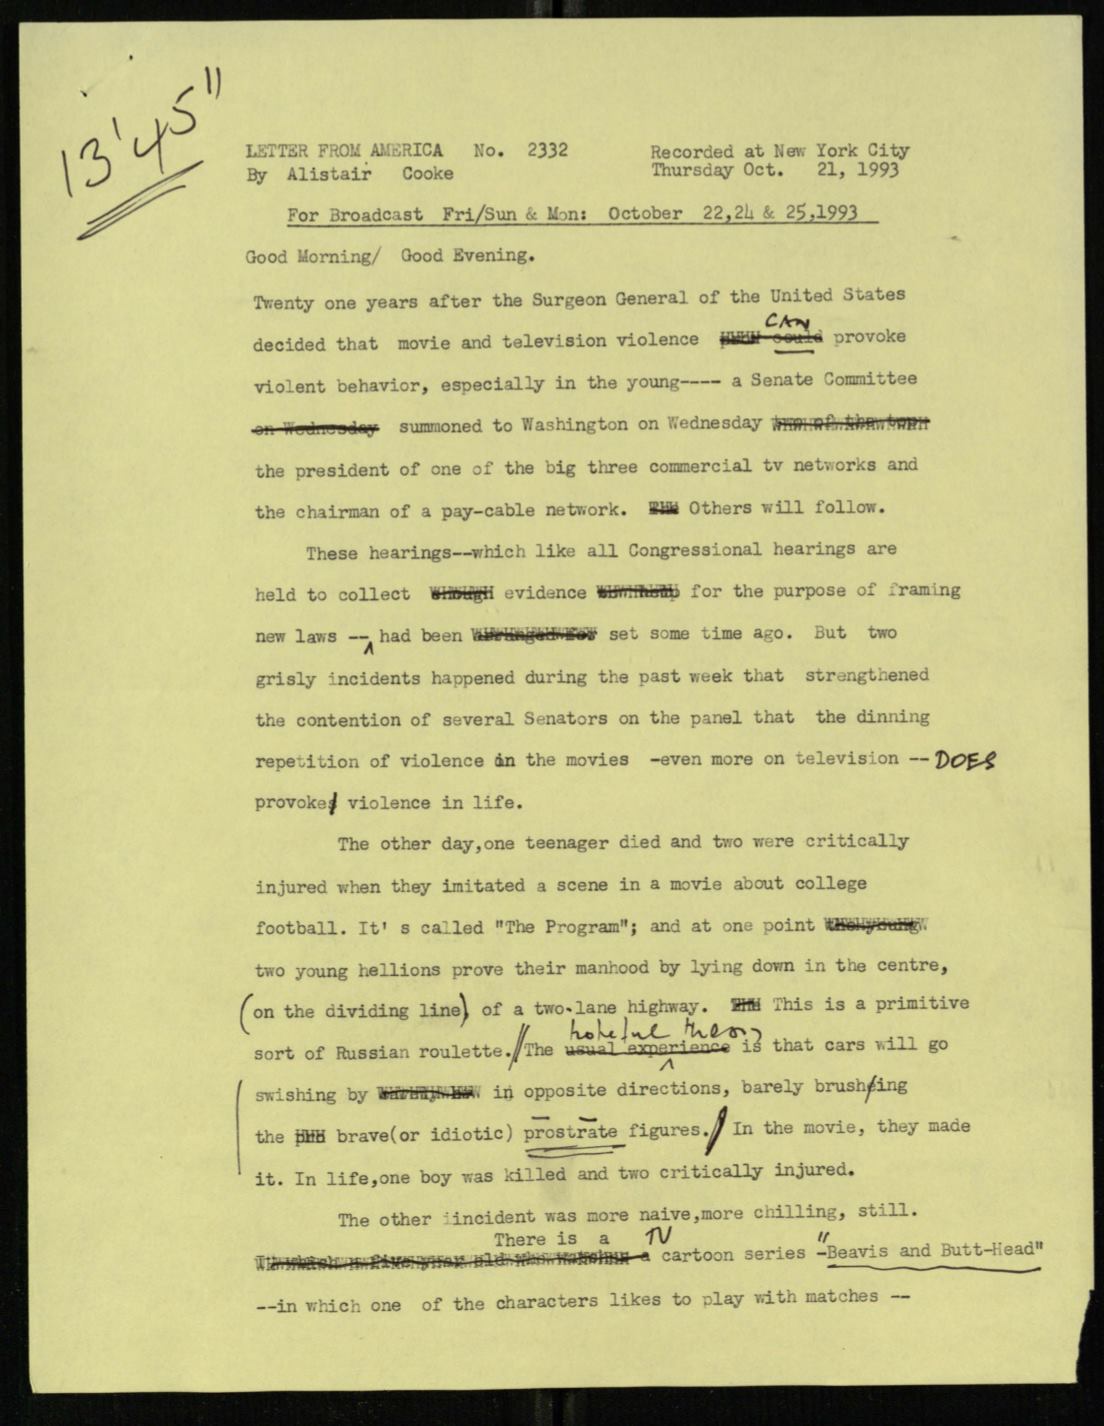 13'45"
LETTER FROM AMERICA No. 2332 Recorded at New York City
By Alistair Cooke Thursday Oct. 21, 1993
For Broadcast Fri/Sun & Mon: October 22,24 & 25,1993
Good Morning/ Good Evening.
Twenty one years after the Surgeon General of the United States
CAN
decided that movie and television violence could provoke
violent behavior, especially in the young---- a Senate Committee
on Wednesday summoned to Washington on Wednesday two of the top
the president of one of the big three commercial tv networks and
the chairman of a pay-cable network. Others will follow.
These hearings--which like all Congressional hearings are
held to collect evidence for the purpose of framing
new laws -- had been set some time ago. But two
grisly incidents happened during the past week that strengthened
the contention of several Senators on the panel that the dinning
repetition of violence in the movies -even more on television -- DOES
provokes violence in life.
The other day,one teenager died and two were critically
injured when they imitated a scene in a movie about college
football. It' s called "The Program"; and at one point the young
two young hellions prove their manhood by lying down in the centre,
(on the dividing line) of a two-lane highway. This is a primitive
hopeful theory
sort of Russian roulette. The usual experience is that cars will go
swishing by in opposite directions, barely brushing
the brave(or idiotic) prostrate figures. In the movie, they made
it. In life,one boy was killed and two critically injured.
The other iincident was more naive,more chilling, still.
There is a TV
a cartoon series "-Beavis and Butt-Head"
--in which one of the characters likes to play with matches --